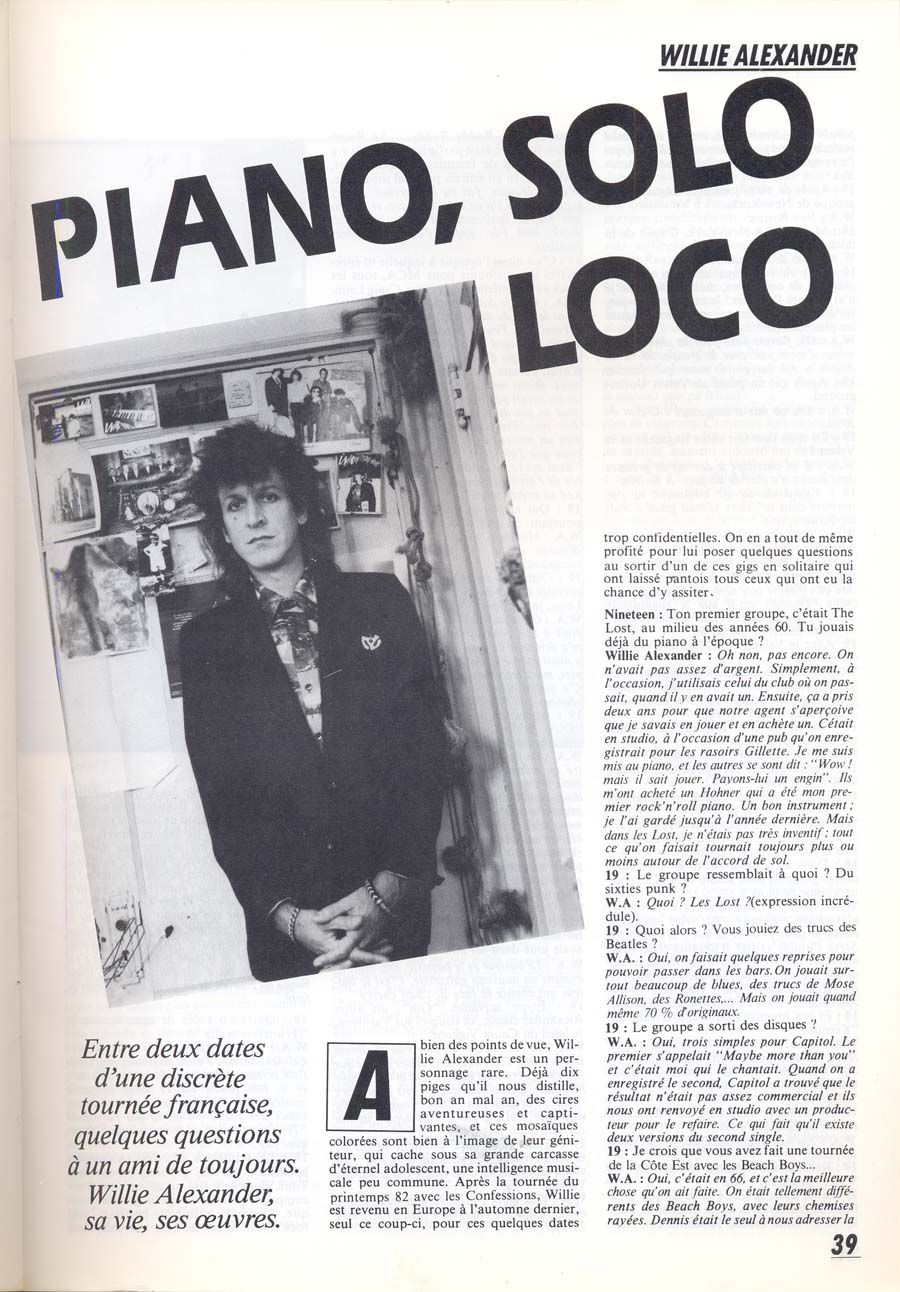 WILLIE ALEXANDER
PIANO, SOLO
LOCO
Entre deux dates
d'une discrète
tournée française,
quelques questions
à un ami de toujours.
Willie Alexander,
sa vie, ses œuvres.
A bien des points de vue, Wil-
lie Alexander est un per-
sonnage rare. Déjà dix
piges qu'il nous distille,
bon an mal an, des cires
aventureuses et capti-
vantes, et ces mosaïques
colorées sont bien à l'image de leur géni-
teur, qui cache sous sa grande carcasse
d'éternel adolescent, une intelligence musi-
cale peu commune. Après la tournée du
printemps 82 avec les Confessions, Willie
est revenu en Europe à l'automne dernier,
seul ce coup-ci, pour ces quelques dates
trop confidentielles. On en a tout de même
profité pour lui poser quelques questions
au sortir d'un de ces gigs en solitaire qui
ont laissé pantois tous ceux qui ont eu la
chance d'y assiter.
Nineteen : Ton premier groupe, c'était The
Lost, au milieu des années 60. Tu jouais
déjà du piano à l'époque ?
Willie Alexander : Oh non, pas encore. On
n'avait pas assez d'argent. Simplement, à
l'occasion, j'utilisais celui du club où on pas-
sait, quand il y en avait un. Ensuite, ça a pris
deux ans pour que notre agent s'aperçoive
que je savais en jouer et en achète un. Cétait
en studio, à l'occasion d'une pub qu'on enre-
gistrait pour les rasoirs Gillette. Je me suis
mis au piano, et les autres se sont dit : "Wow !
mais il sait jouer. Payons-lui un engin". Ils
m'ont acheté un Hohner qui a été mon pre-
mier rock'n'roll piano. Un bon instrument ;
je l'ai gardé jusqu'à l'année dernière. Mais
dans les Lost, je n'étais pas très inventif ; tout
ce qu'on faisait tournait toujours plus ou
moins autour de l'accord de sol.
19 : Le groupe ressemblait à quoi ? Du
sixties punk ?
W.A : Quoi ? Les Lost ?(expression incré-
dule).
19 : Quoi alors ? Vous jouiez des trucs des
Beatles ?
W.A. : Oui, on faisait quelques reprises pour
pouvoir passer dans les bars. On jouait sur-
tout beaucoup de blues, des trucs de Mose
Allison, des Ronettes,... Mais on jouait quand
même 70 % d'originaux.
19 : Le groupe a sorti des disques ?
W.A. : Oui, trois simples pour Capitol. Le
premier s'appelait "Maybe more than you"
et c'était moi qui le chantait. Quand on a
enregistré le second, Capitol a trouvé que le
résultat n'était pas assez commercial et ils
nous ont renvoyé en studio avec un produc-
teur pour le refaire. Ce qui fait qu'il existe
deux versions du second single.
19 : Je crois que vous avez fait une tournée
de la Côte Est avec les Beach Boys...
W.A. : Oui, c'était en 66, et c'est la meilleure
chose qu'on ait faite. On était tellement diffé-
rents des Beach Boys, avec leurs chemises
rayées. Dennis était le seul à nous adresser la
39